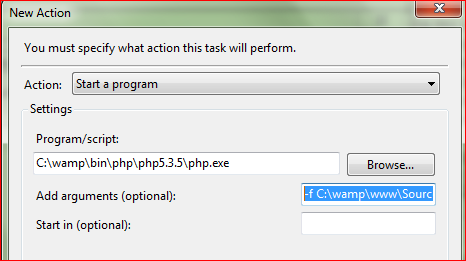 New Action
You must specify what action this task will perform.
Action: Start a program
Settings
Program/script:
C:\wamp\bin\php\php5.3.5\php.exe Browse...
Add arguments (optional): -f C:\wamp\www\Sourc
Start in (optional):